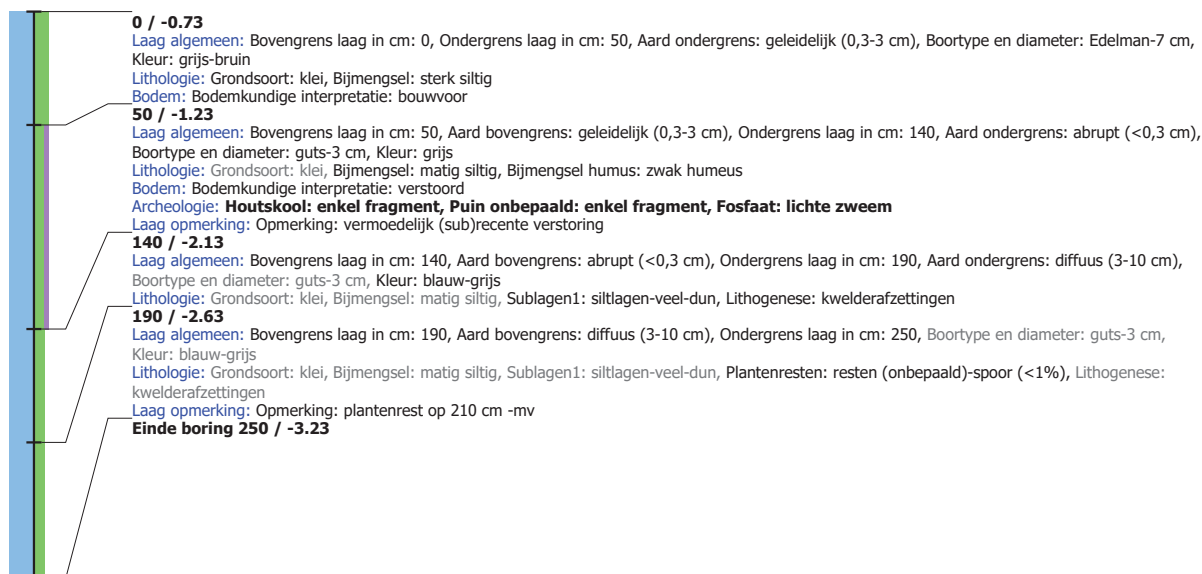 0 / -0.73
Laag algemeen: Bovengrens laag in cm: 0, Ondergrens laag in cm: 50, Aard ondergrens: geleidelijk (0,3-3 cm), Boortype en diameter: Edelman-7 cm,
Kleur: grijs-bruin
Lithologie: Grondsoort: klei, Bijmengsel: sterk siltig
Bodem: Bodemkundige interpretatie: bouwvoor
50 / -1.23
Laag algemeen: Bovengrens laag in cm: 50, Aard bovengrens: geleidelijk (0,3-3 cm), Ondergrens laag in cm: 140, Aard ondergrens: abrupt (<0,3 cm),
Boortype en diameter: guts-3 cm, Kleur: grijs
Lithologie: Grondsoort: klei, Bijmengsel: matig siltig, Bijmengsel humus: zwak humeus
Bodem: Bodemkundige interpretatie: verstoord
Archeologie: Houtskool: enkel fragment, Puin onbepaald: enkel fragment, Fosfaat: lichte zweem
Laag opmerking: Opmerking: vermoedelijk (sub)recente verstoring
140 / -2.13
Laag algemeen: Bovengrens laag in cm: 140, Aard bovengrens: abrupt (<0,3 cm), Ondergrens laag in cm: 190, Aard ondergrens: diffuus (3-10 cm),
Boortype en diameter: guts-3 cm, Kleur: blauw-grijs
Lithologie: Grondsoort: klei, Bijmengsel: matig siltig, Sublagen1: siltlagen-veel-dun, Lithogenese: kwelderafzettingen
190 / -2.63
Laag algemeen: Bovengrens laag in cm: 190, Aard bovengrens: diffuus (3-10 cm), Ondergrens laag in cm: 250, Boortype en diameter: guts-3 cm,
Kleur: blauw-grijs
Lithologie: Grondsoort: klei, Bijmengsel: matig siltig, Sublagen1: siltlagen-veel-dun, Plantenresten: resten (onbepaald)-spoor (<1%), Lithogenese:
kwelderafzettingen
Laag opmerking: Opmerking: plantenrest op 210 cm -mv
Einde boring 250 / -3.23